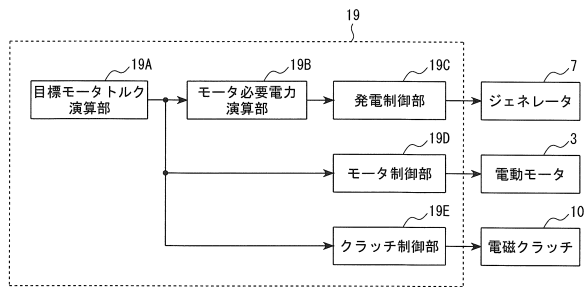 19
19A
目標モータトルク
演算部
19B
モータ必要電力
演算部
19C
発電制御部
7
ジェネレータ
19D
モータ制御部
3
電動モータ
19E
クラッチ制御部
10
電磁クラッチ